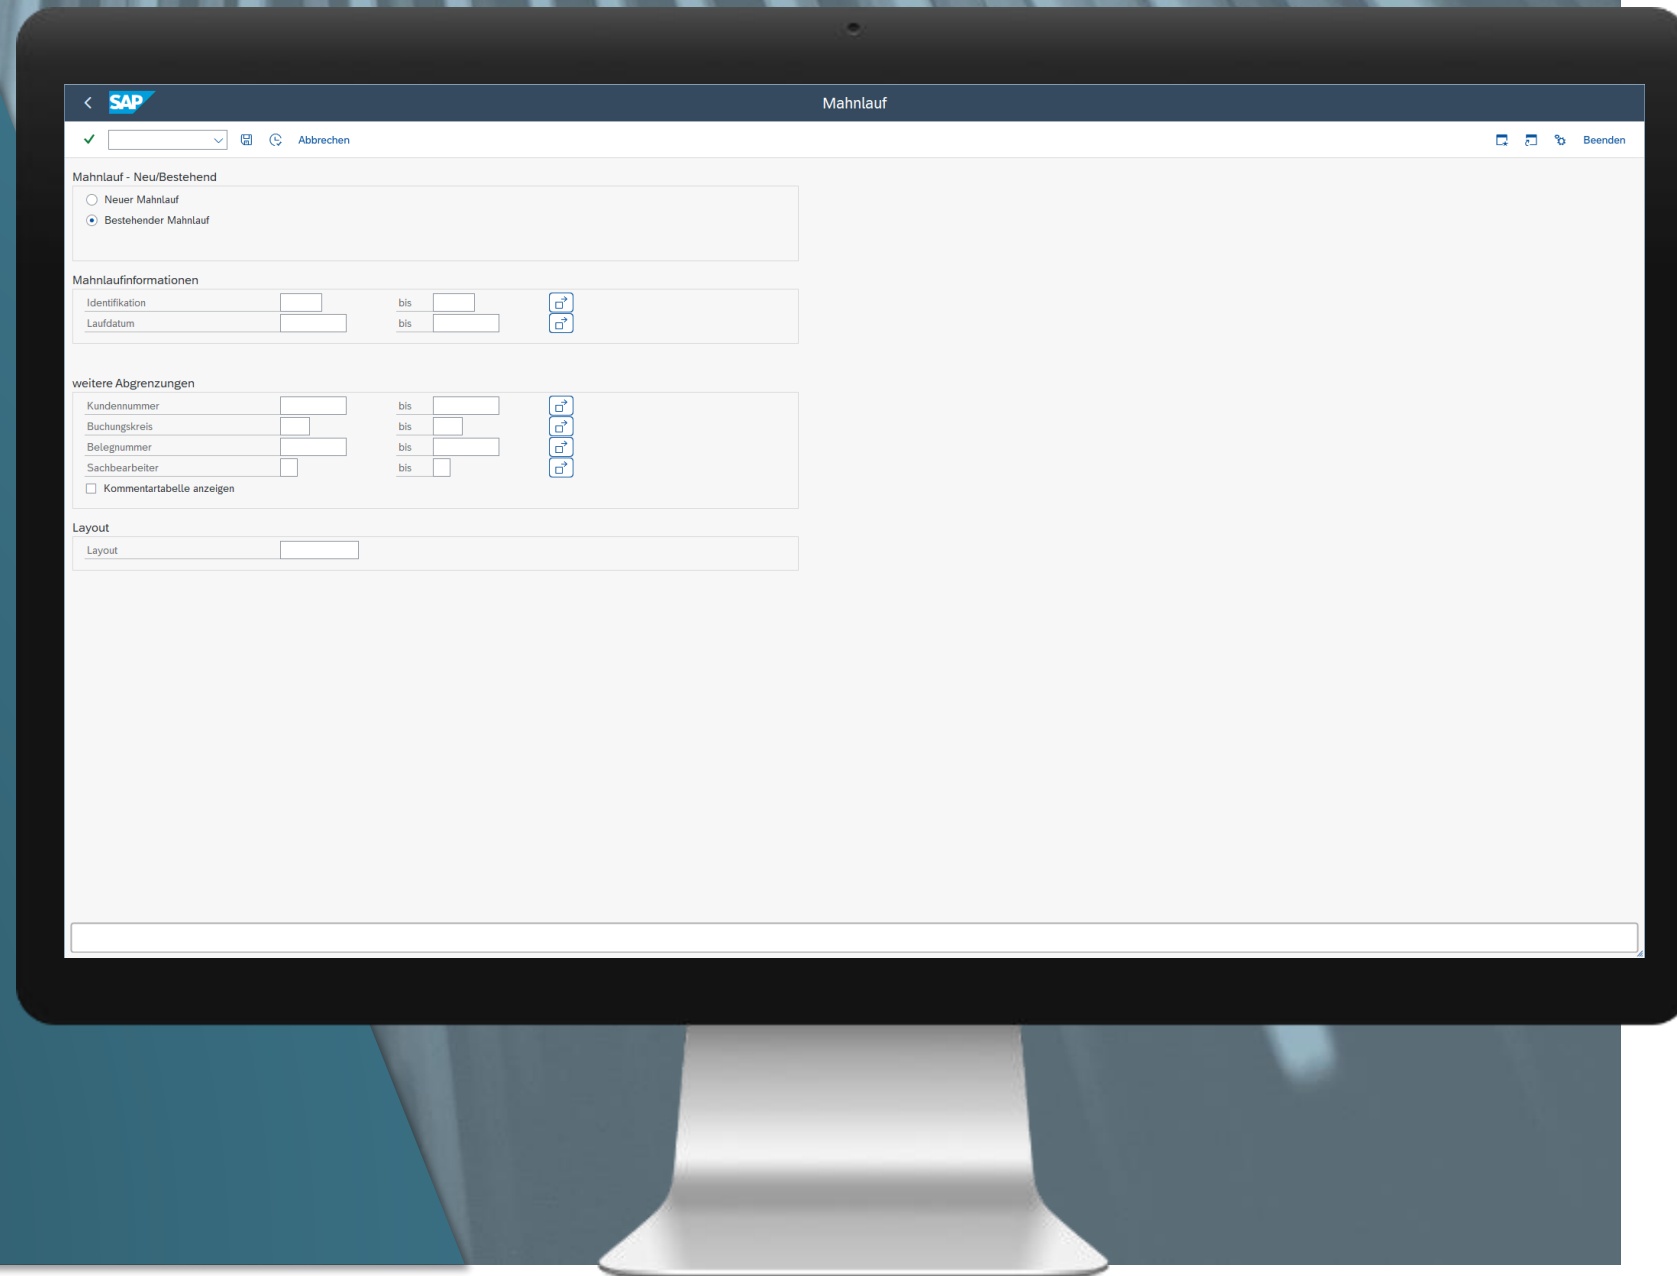 SAP Mahnlauf
Abbrechen Beenden
Mahnlauf - Neu/Bestehend
Neuer Mahnlauf
Bestehender Mahnlauf
Mahnlaufinformationen
Identifikation bis
Laufdatum bis
weitere Abgrenzungen
Kundennummer bis
Buchungskreis bis
Belegnummer bis
Sachbearbeiter bis
Kommentartabelle anzeigen
Layout
Layout